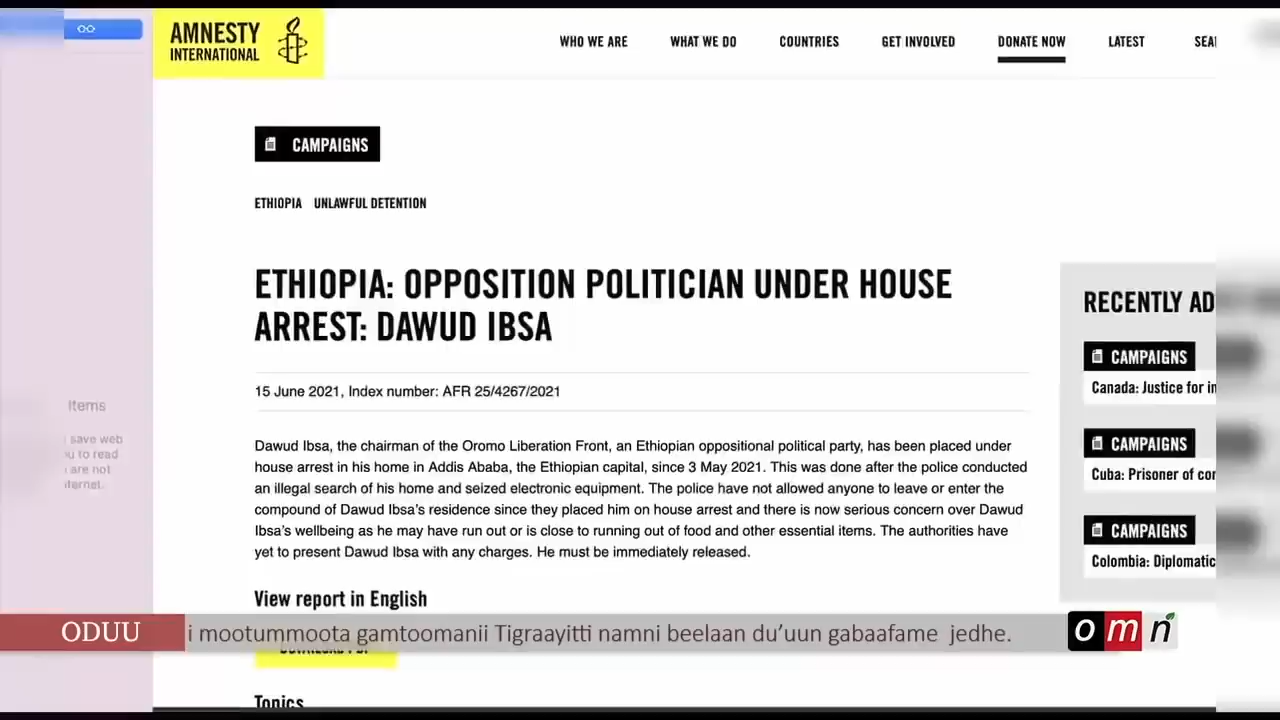 AMNESTY
INTERNATIONAL
WHO WE ARE WHAT WE DO COUNTRIES GET INVOLVED DONATE NOW LATEST
CAMPAIGNS
ETHIOPIA UNLAWFUL DETENTION
ETHIOPIA: OPPOSITION POLITICIAN UNDER HOUSE
ARREST: DAWUD IBSA
15 June 2021, Index number: AFR 25/4267/2021
Dawud Ibsa, the chairman of the Oromo Liberation Front, an Ethiopian oppositional political party, has been placed under
house arrest in his home in Addis Ababa, the Ethiopian capital, since 3 May 2021. This was done after the police conducted
an illegal search of his home and seized electronic equipment. The police have not allowed anyone to leave or enter the
compound of Dawud Ibsa's residence since they placed him on house arrest and there is now serious concern over Dawud
Ibsa's wellbeing as he may have run out or is close to running out of food and other essential items. The authorities have
yet to present Dawud Ibsa with any charges. He must be immediately released.
View report in English
Topics
RECENTLY AD
CAMPAIGNS
Canada: Justice for in
CAMPAIGNS
Cuba: Prisoner of con
CAMPAIGNS
Colombia: Diplomatic
Items
save web
to read
are not
ODUU
i mootummoota gamtoomanii Tigraayitti namni beelaan du'uun gabaafame jedhe.
omn